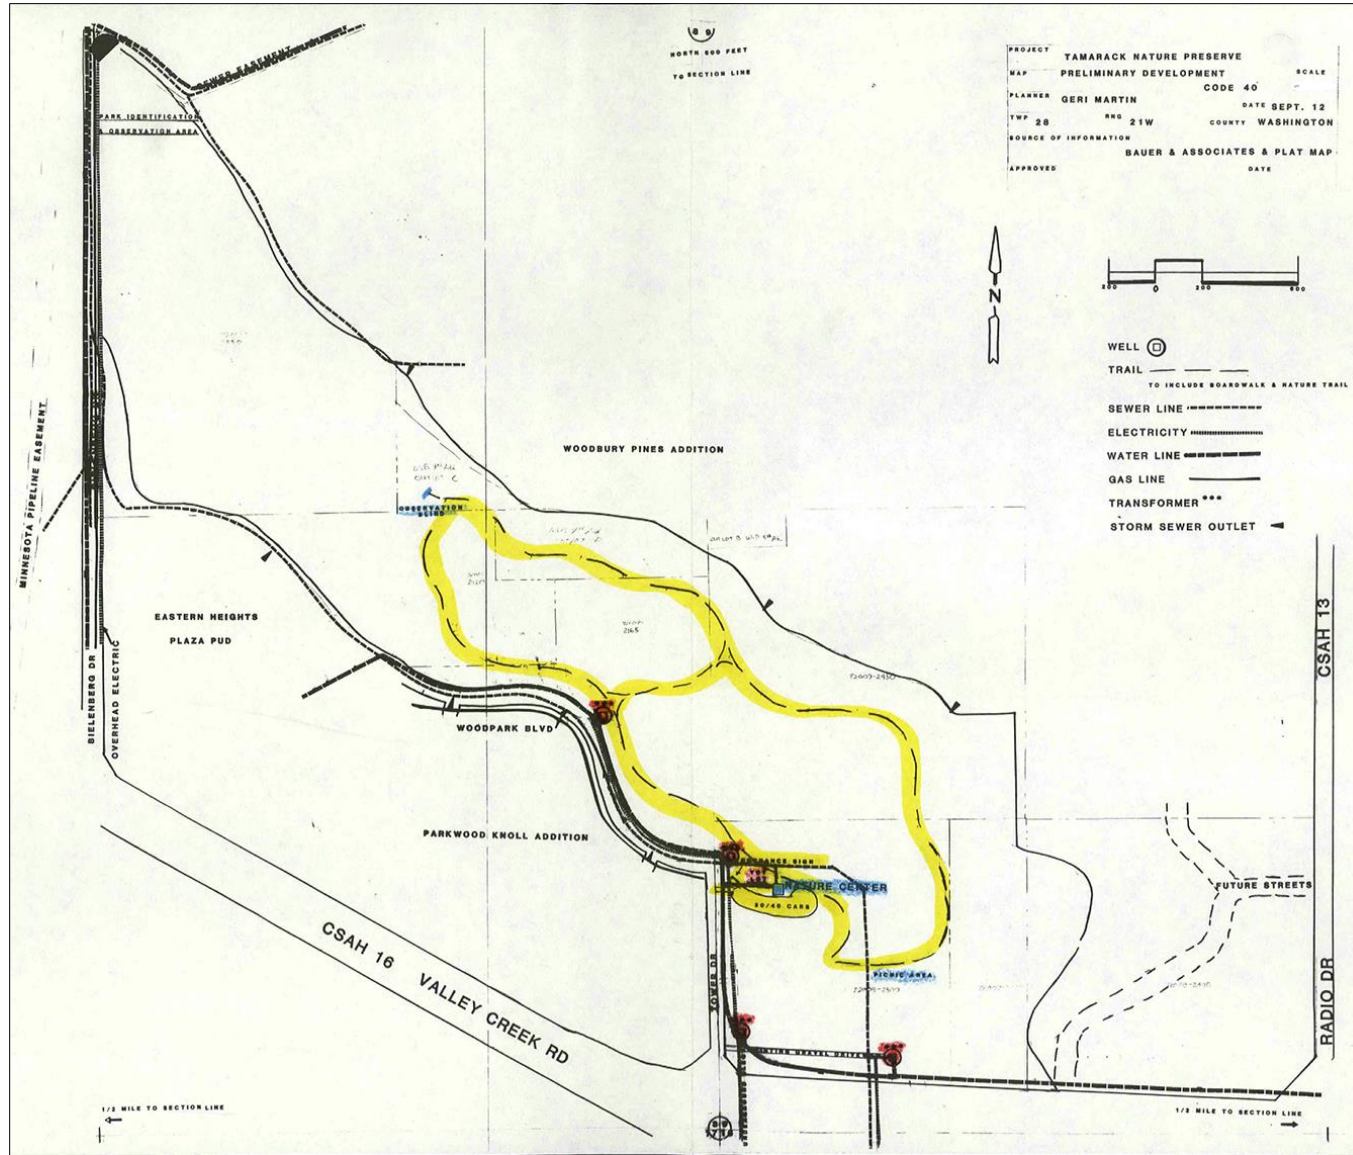 NORTH 600 FEET
TO SECTION LINE
PROJECT TAMARACK NATURE PRESERVE
MAP PRELIMINARY DEVELOPMENT SCALE
CODE 40
PLANNER GERI MARTIN DATE SEPT. 12
TWP 28 RNG 21W COUNTY WASHINGTON
SOURCE OF INFORMATION
BAUER & ASSOCIATES & PLAT MAP
APPROVED DATE
SEWER EASEMENT
PARK IDENTIFICATION
& OBSERVATION AREA
N
200 0 200 600
WELL
TRAIL
TO INCLUDE BOARDWALK & NATURE TRAIL
SEWER LINE
ELECTRICITY
WATER LINE
GAS LINE
TRANSFORMER
STORM SEWER OUTLET
MINNESOTA PIPELINE EASEMENT
WOODBURY PINES ADDITION
OBSERVATION
BLIND
EASTERN HEIGHTS
PLAZA PUD
BIELENBERG DR
OVERHEAD ELECTRIC
CSAH 13
WOODPARK BLVD
PARKWOOD KNOLL ADDITION
ENTRANCE SIGN
NATURE CENTER
30/40 CARS
FUTURE STREETS
CSAH 16 VALLEY CREEK RD
TOWER DR
PICNIC AREA
RADIO DR
1/2 MILE TO SECTION LINE
1/2 MILE TO SECTION LINE